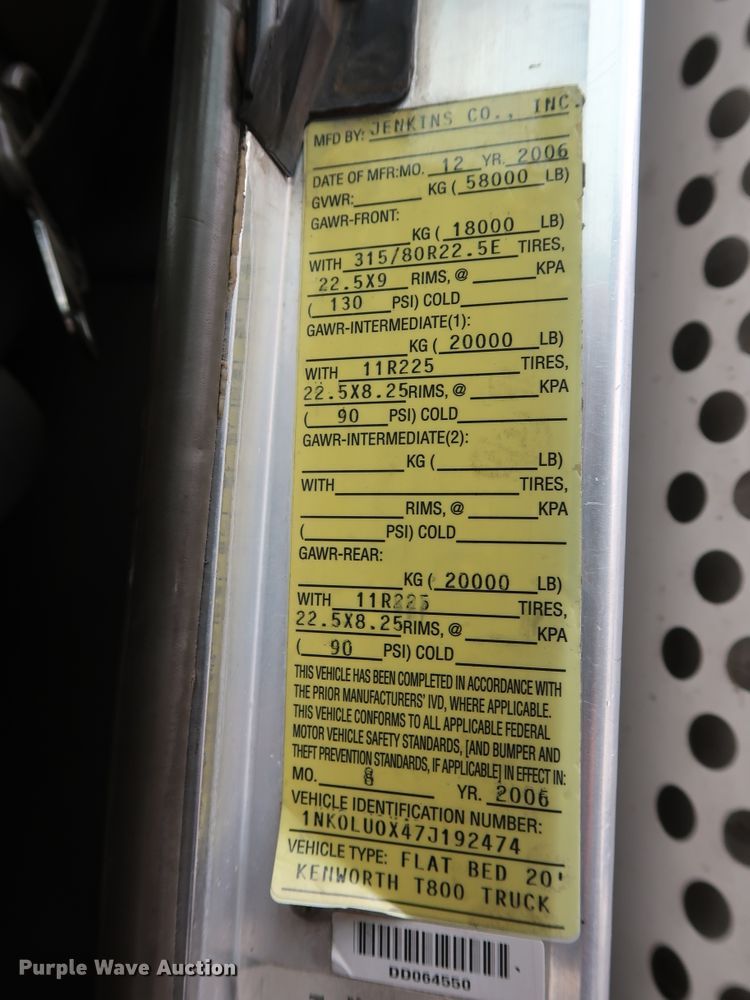 MFD BY: JENKINS CO., INC.
DATE OF MFR:MO. 12 YR. 2006
GVWR: KG ( 58000 LB)
GAWR-FRONT:
KG ( 18000 LB)
WITH 315/80R22.5E TIRES,
22.5X9 RIMS, @ KPA
( 130 PSI) COLD
GAWR-INTERMEDIATE(1):
KG ( 20000 LB)
WITH 11R225 TIRES,
22.5X8.25RIMS, @ KPA
( 90 PSI) COLD
GAWR-INTERMEDIATE(2):
KG ( LB)
WITH TIRES,
RIMS, @ KPA
( PSI) COLD
GAWR-REAR:
KG ( 20000 LB)
WITH 11R225 TIRES,
22.5X8.25RIMS, @ KPA
( 90 PSI) COLD
THIS VEHICLE HAS BEEN COMPLETED IN ACCORDANCE WITH
THE PRIOR MANUFACTURERS' IVD, WHERE APPLICABLE.
THIS VEHICLE CONFORMS TO ALL APPLICABLE FEDERAL
MOTOR VEHICLE SAFETY STANDARDS, [AND BUMPER AND
THEFT PREVENTION STANDARDS, IF APPLICABLE] IN EFFECT IN:
MO. 8 YR. 2006
VEHICLE IDENTIFICATION NUMBER:
1NKOLUOX47J192474
VEHICLE TYPE: FLAT BED 20'
KENWORTH T800 TRUCK
DD064550
Purple Wave Auction